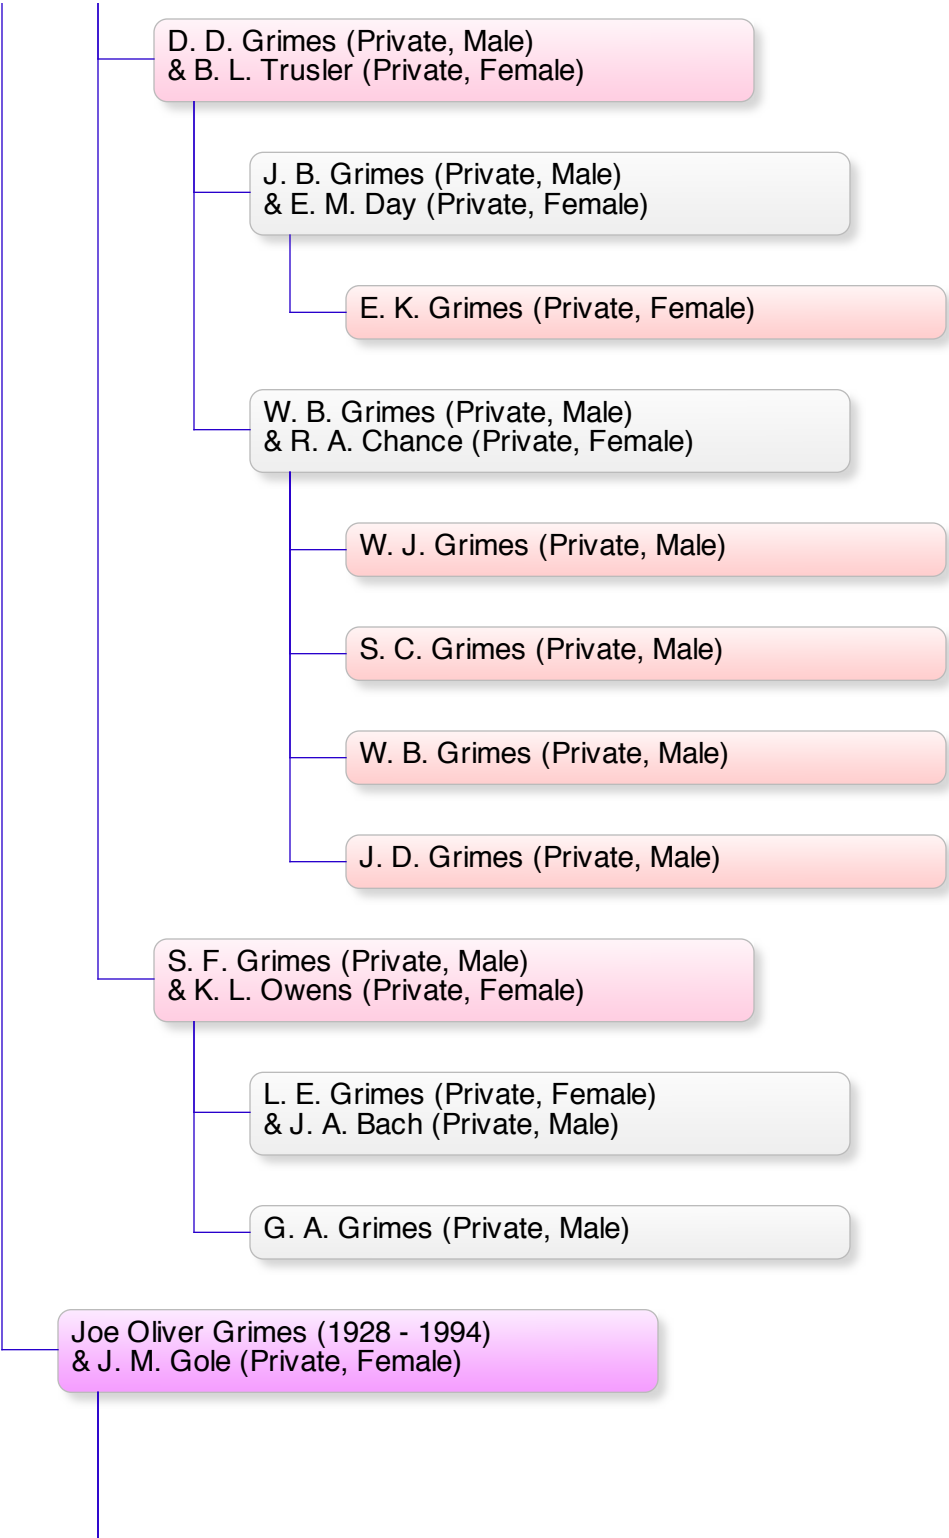 D. D. Grimes (Private, Male)
& B. L. Trusler (Private, Female)
J. B. Grimes (Private, Male)
& E. M. Day (Private, Female)
E. K. Grimes (Private, Female)
W. B. Grimes (Private, Male)
& R. A. Chance (Private, Female)
W. J. Grimes (Private, Male)
S. C. Grimes (Private, Male)
W. B. Grimes (Private, Male)
J. D. Grimes (Private, Male)
S. F. Grimes (Private, Male)
& K. L. Owens (Private, Female)
L. E. Grimes (Private, Female)
& J. A. Bach (Private, Male)
G. A. Grimes (Private, Male)
Joe Oliver Grimes (1928 - 1994)
& J. M. Gole (Private, Female)